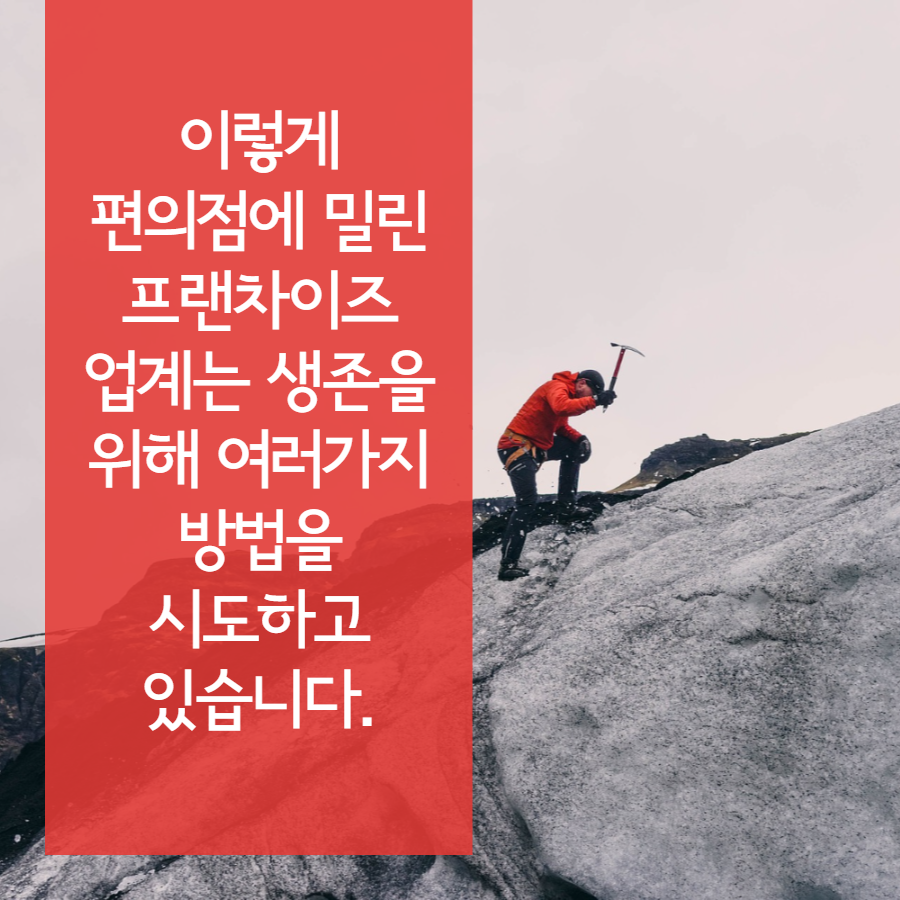 이렇게
편의점에 밀린
프랜차이즈
업계는 생존을
위해 여러가지
방법을
시도하고
있습니다.